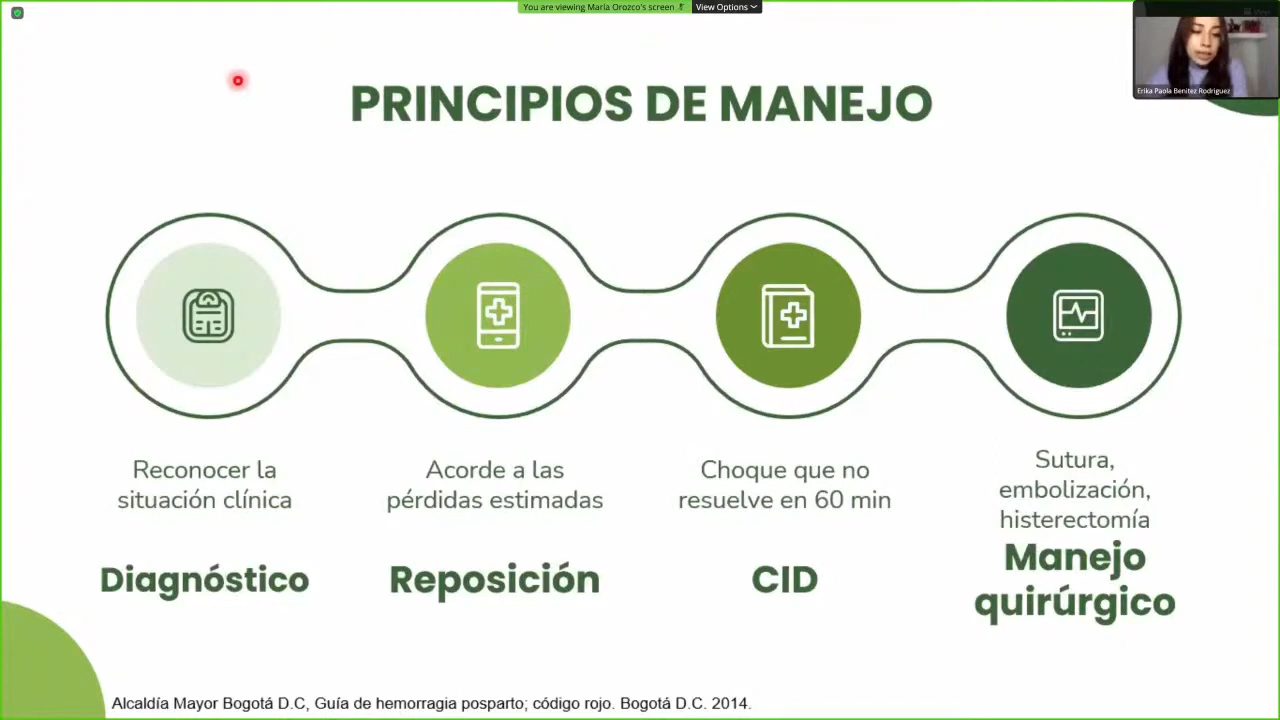 You are viewing María Orozco's screen
View Options
View
Erika Paola Benitez Rodriguez
PRINCIPIOS DE MANEJO
Reconocer la
situación clínica
Diagnóstico
Acorde a las
pérdidas estimadas
Reposición
Choque que no
resuelve en 60 min
CID
Sutura,
embolización,
histerectomía
Manejo
quirúrgico
Alcaldía Mayor Bogotá D.C, Guía de hemorragia posparto; código rojo. Bogotá D.C. 2014.